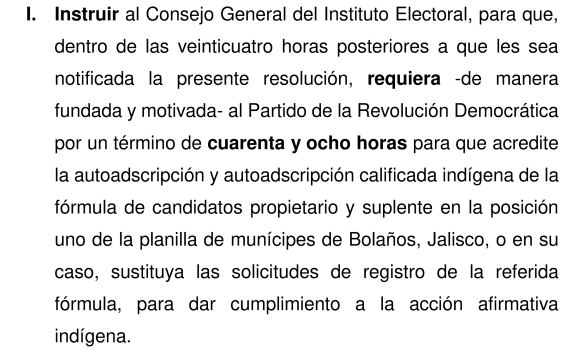 I. Instruir al Consejo General del Instituto Electoral, para que,
dentro de las veinticuatro horas posteriores a que les sea
notificada la presente resolución, requiera -de manera
fundada y motivada- al Partido de la Revolución Democrática
por un término de cuarenta y ocho horas para que acredite
la autoadscripción y autoadscripción calificada indígena de la
fórmula de candidatos propietario y suplente en la posición
uno de la planilla de munícipes de Bolaños, Jalisco, o en su
caso, sustituya las solicitudes de registro de la referida
fórmula, para dar cumplimiento a la acción afirmativa
indígena.